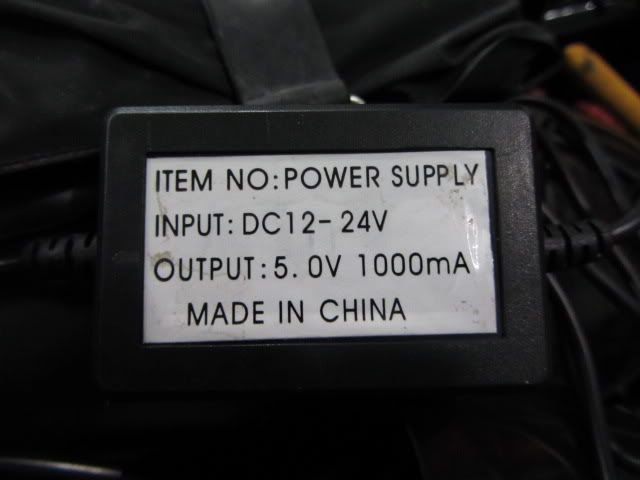 ITEM NO:POWER SUPPLY
INPUT:DC12-24V
OUTPUT:5.0V 1000mA
MADE IN CHINA